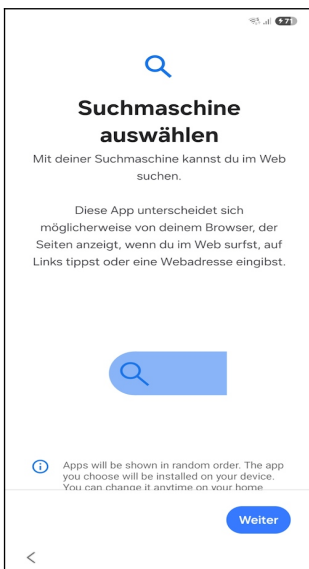 71
Suchmaschine
auswählen
Mit deiner Suchmaschine kannst du im Web
suchen.
Diese App unterscheidet sich
möglicherweise von deinem Browser, der
Seiten anzeigt, wenn du im Web surfst, auf
Links tippst oder eine Webadresse eingibst.
Apps will be shown in random order. The app
you choose will be installed on your device.
You can change it anytime on your home
Weiter